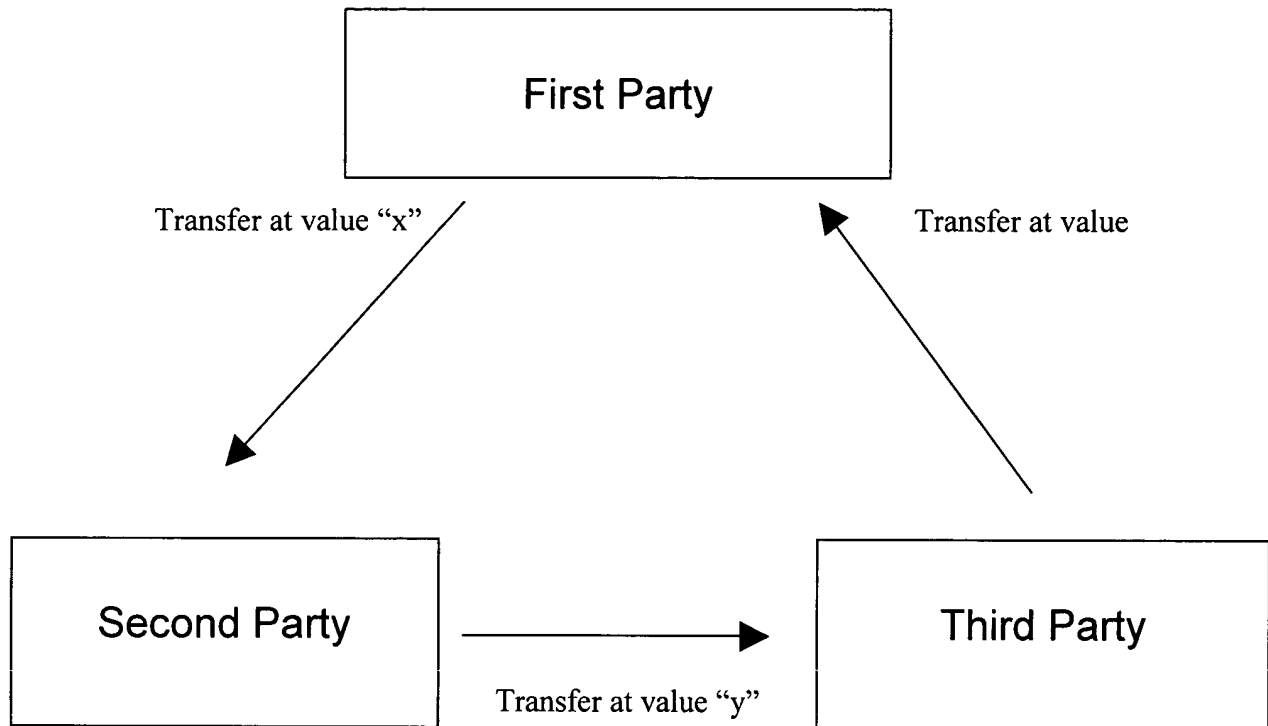 First Party
Transfer at value “x”
Transfer at value
Second Party
Third Party
Transfer at value “y”